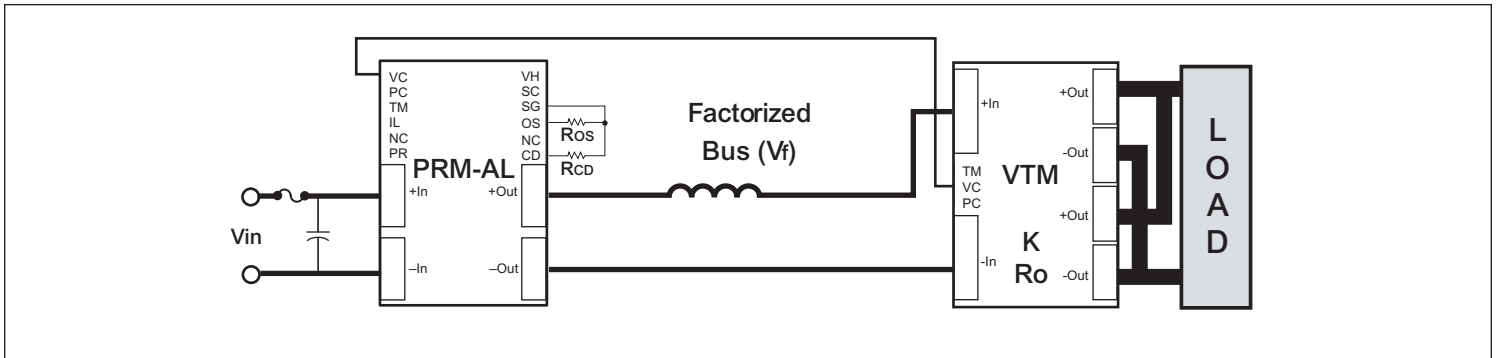 VC
PC
TM
IL
NC
PR
VH
SC
SG
OS
NC
CD
ROS
RCD
PRM-AL
+In
–In
+Out
–Out
Vin
Factorized
Bus (Vf)
+In
TM
VC
PC
-In
VTM
K
Ro
+Out
-Out
+Out
-Out
L
O
A
D